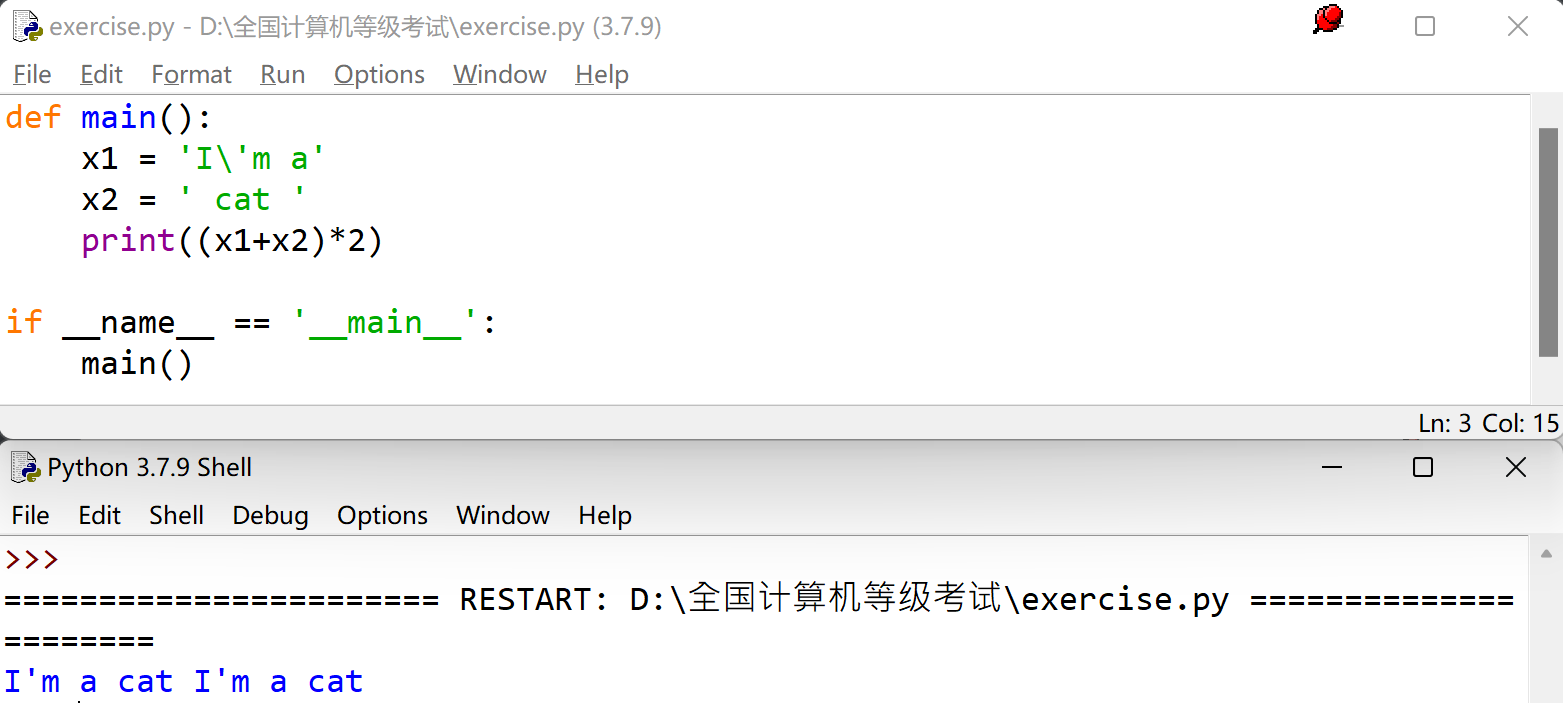 exercise.py - D:\全国计算机等级考试\exercise.py (3.7.9)
File Edit Format Run Options Window Help
def main():
    x1 = 'I\'m a'
    x2 = ' cat '
    print((x1+x2)*2)
if __name__ == '__main__':
    main()
Ln: 3 Col: 15
Python 3.7.9 Shell
File Edit Shell Debug Options Window Help
>>>
======================= RESTART: D:\全国计算机等级考试\exercise.py ==============
========
I'm a cat I'm a cat